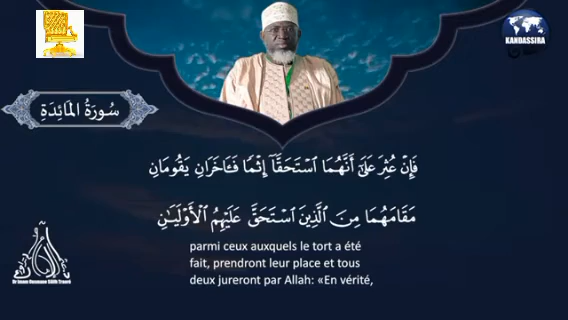 KANDASSIRA
سُورَةُ المَائِدَةِ
فَإِنْ عُثِرَ عَلَىٰٓ أَنَّهُمَا ٱسْتَحَقَّآ إِثْمًا فَـَٔاخَرَانِ يَقُومَانِ
مَقَامَهُمَا مِنَ ٱلَّذِينَ ٱسْتَحَقَّ عَلَيْهِمُ ٱلْأَوْلَيَـٰنِ
parmi ceux auxquels le tort a été
fait, prendront leur place et tous
deux jureront par Allah: «En vérité,